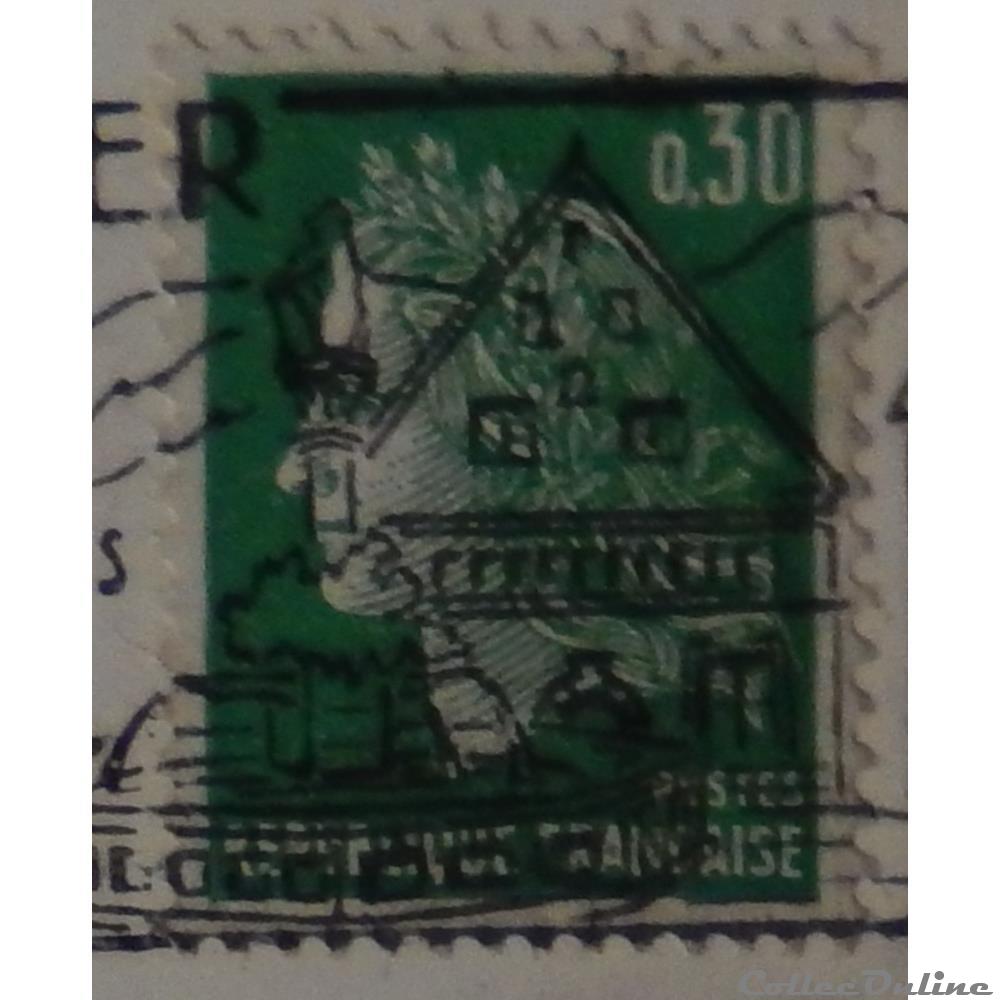 ER
0,30
S
POSTES
REPUBLIQUE FRANÇAISE
CollecOnline